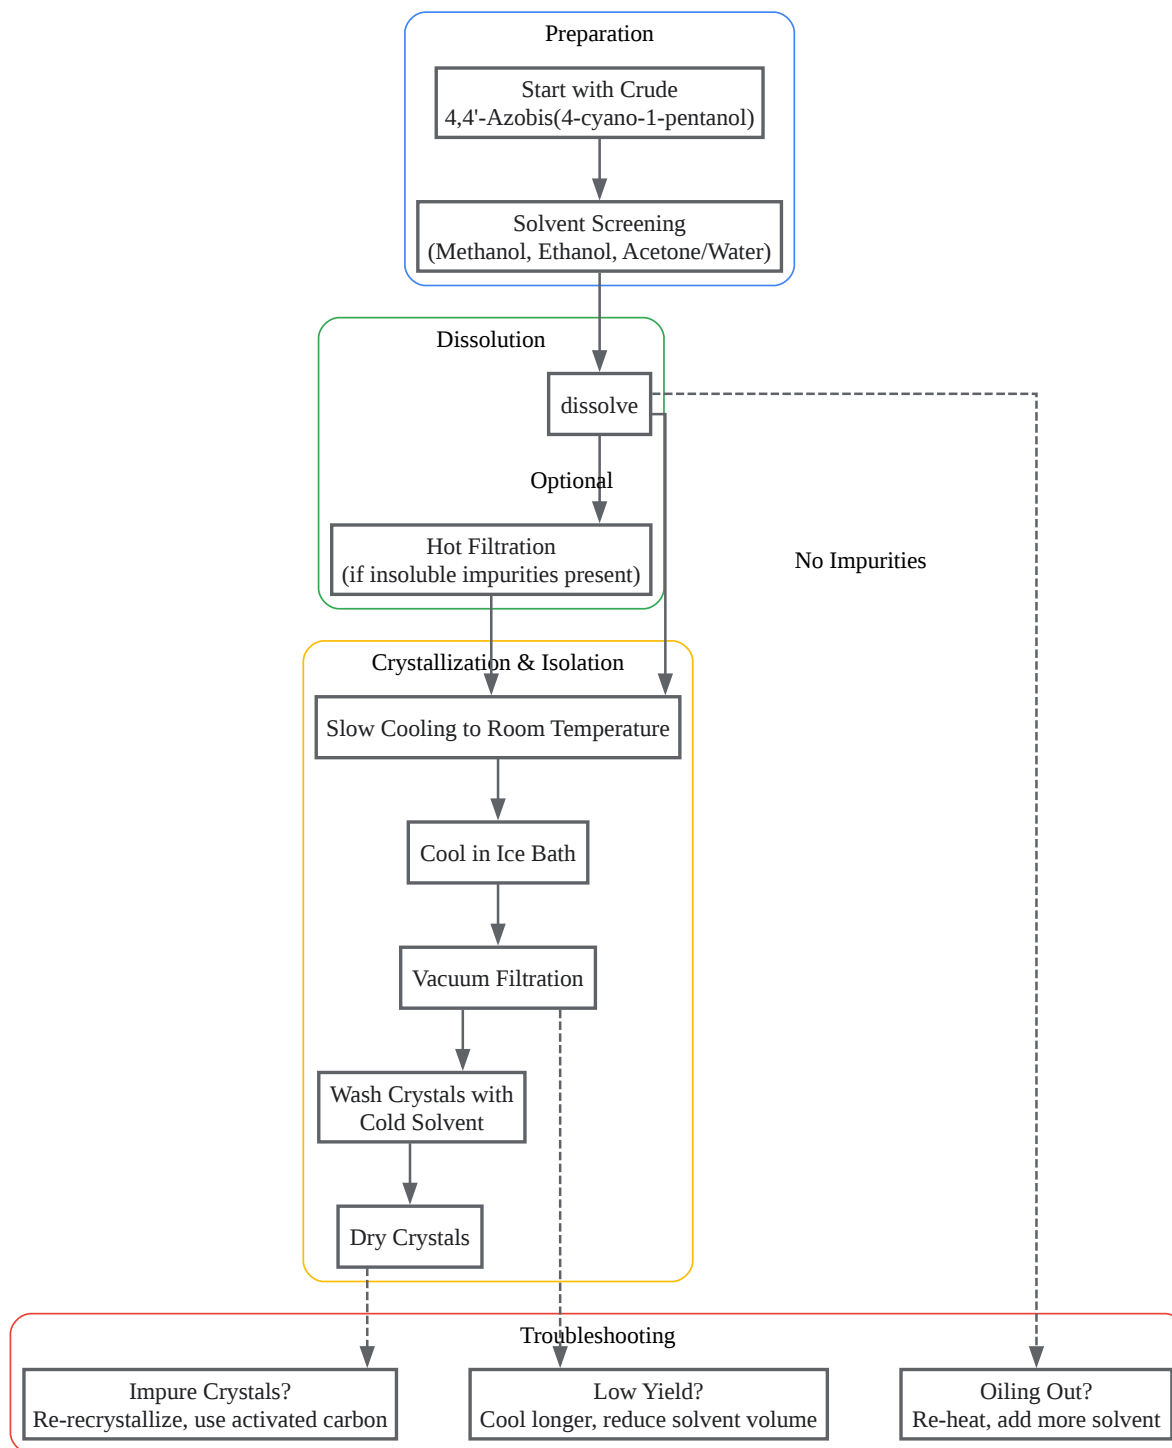 Preparation
Start with Crude
4,4'-Azobis(4-cyano-1-pentanol)
Solvent Screening
(Methanol, Ethanol, Acetone/Water)
Dissolution
dissolve
Optional
Hot Filtration
(if insoluble impurities present)
No Impurities
Crystallization & Isolation
Slow Cooling to Room Temperature
Cool in Ice Bath
Vacuum Filtration
Wash Crystals with
Cold Solvent
Dry Crystals
Troubleshooting
Impure Crystals?
Re-recrystallize, use activated carbon
Low Yield?
Cool longer, reduce solvent volume
Oiling Out?
Re-heat, add more solvent